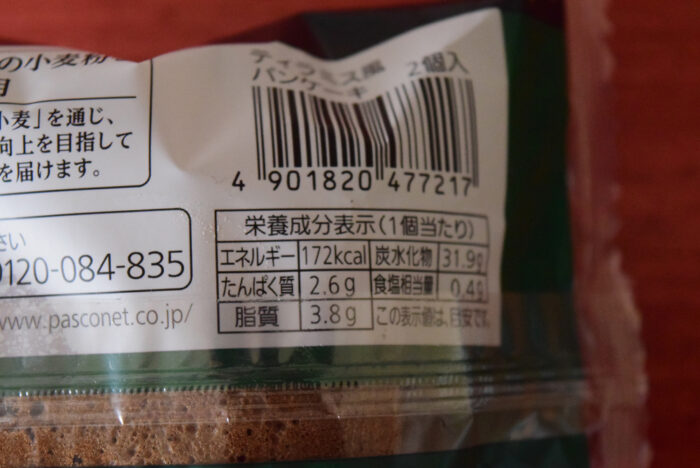 の小麦粉
小麦」を通じ、
向上を目指して
を届けます。
さい
0120-084-835
www.pasconet.co.jp/
ティラミス風
パンケーキ 2個入
4 901820 477217
栄養成分表示(1個当たり)
エネルギー 172kcal 炭水化物 31.9g
たんぱく質 2.6g 食塩相当量 0.4g
脂質 3.8g この表示値は、目安です。